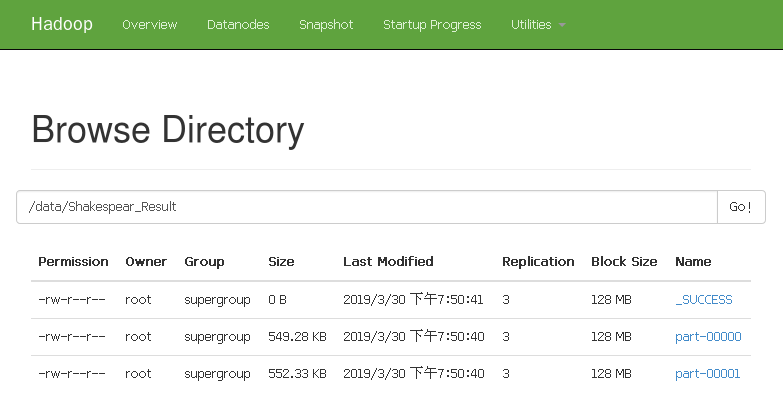 Hadoop Overview Datanodes Snapshot Startup Progress Utilities
Browse Directory
/data/Shakespear_Result Go!
Permission Owner Group Size Last Modified Replication Block Size Name
-rw-r--r-- root supergroup 0 B 2019/3/30 下午7:50:41 3 128 MB _SUCCESS
-rw-r--r-- root supergroup 549.28 KB 2019/3/30 下午7:50:40 3 128 MB part-00000
-rw-r--r-- root supergroup 552.33 KB 2019/3/30 下午7:50:40 3 128 MB part-00001